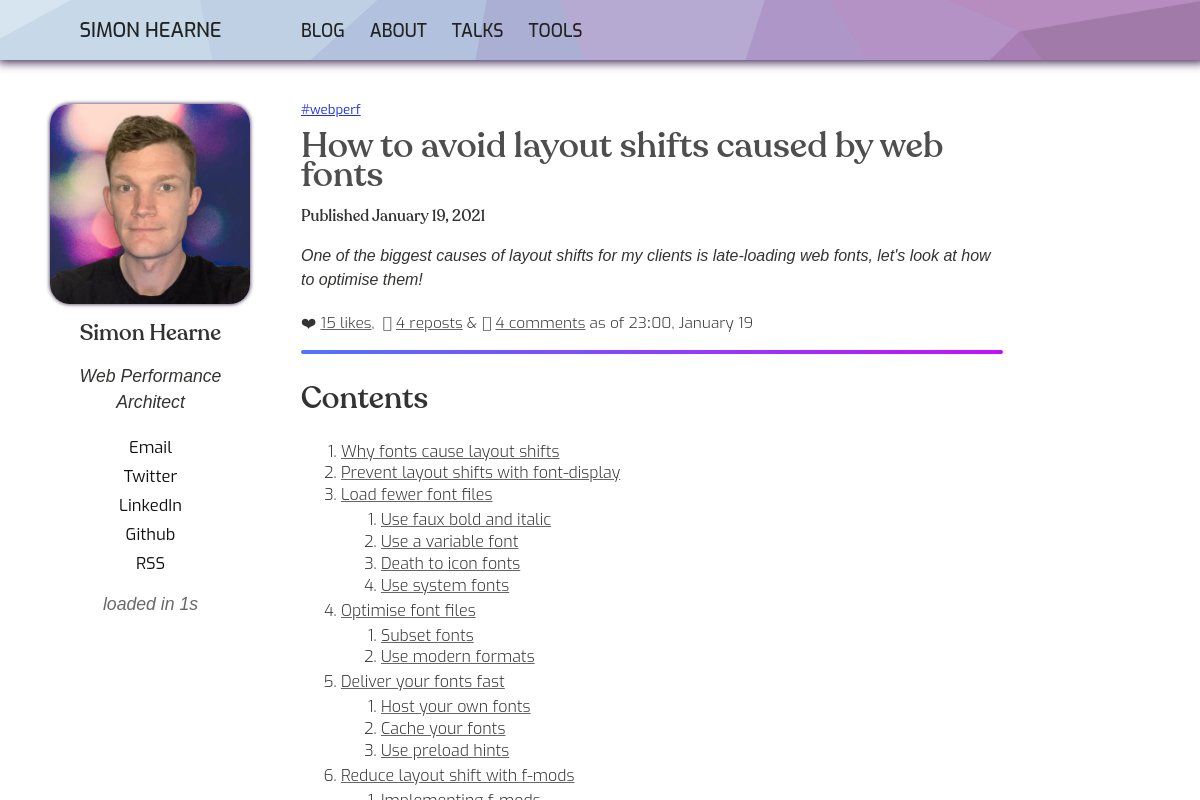 SIMON HEARNE
BLOG ABOUT TALKS TOOLS
Simon Hearne
Web Performance
Architect
Email
Twitter
LinkedIn
Github
RSS
loaded in 1s
#webperf
How to avoid layout shifts caused by web
fonts
Published January 19, 2021
One of the biggest causes of layout shifts for my clients is late-loading web fonts, let's look at how
to optimise them!
❤ 15 likes, 4 reposts & 4 comments as of 23:00, January 19
Contents
1. Why fonts cause layout shifts
2. Prevent layout shifts with font-display
3. Load fewer font files
1. Use faux bold and italic
2. Use a variable font
3. Death to icon fonts
4. Use system fonts
4. Optimise font files
1. Subset fonts
2. Use modern formats
5. Deliver your fonts fast
1. Host your own fonts
2. Cache your fonts
3. Use preload hints
6. Reduce layout shift with f-mods
1. Implementing f-mods